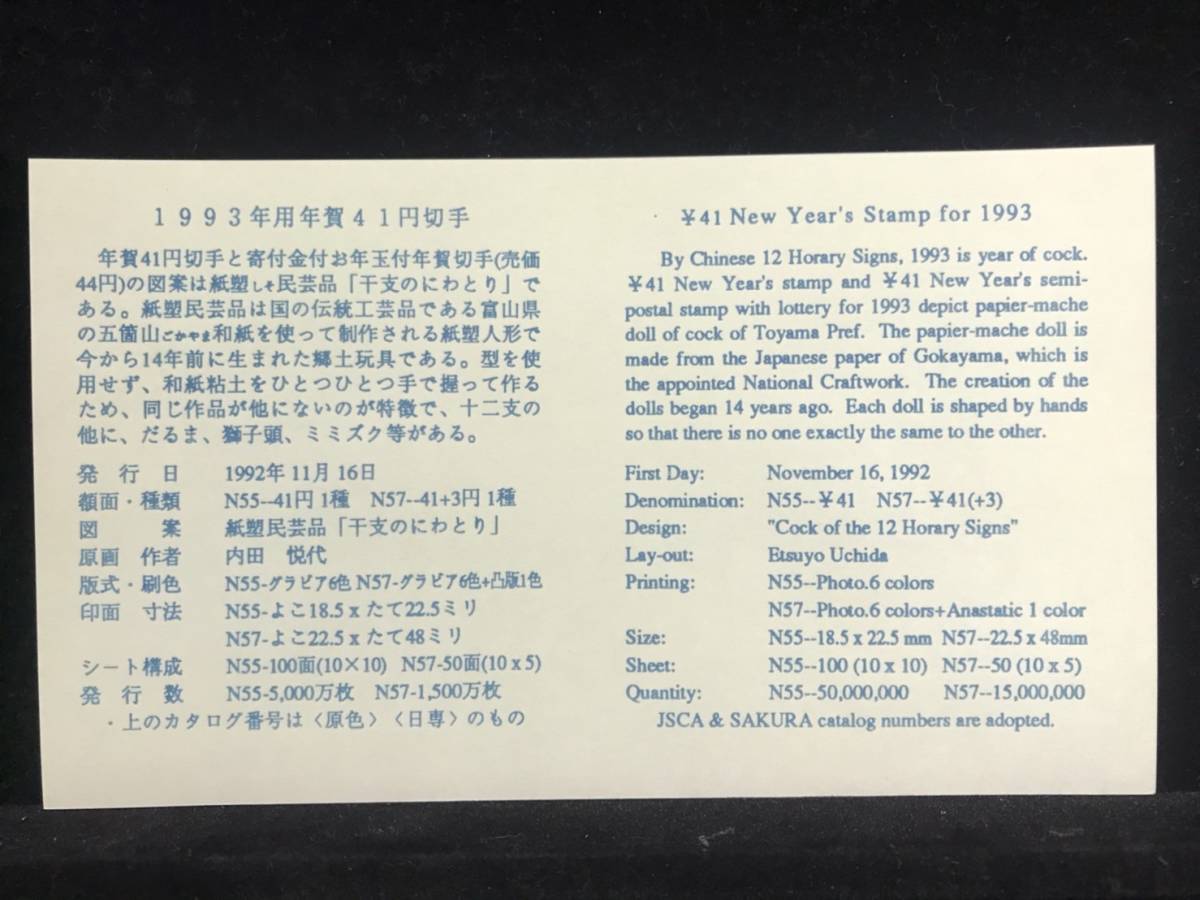 １９９３年用年賀４１円切手
年賀41円切手と寄付金付お年玉付年賀切手(売価
44円)の図案は紙塑しそ民芸品「干支のにわとり」で
ある。紙塑民芸品は国の伝統工芸品である富山県
の五箇山ごかやま和紙を使って制作される紙塑人形で
今から14年前に生まれた郷土玩具である。型を使
用せず、和紙粘土をひとつひとつ手で握って作る
ため、同じ作品が他にないのが特徴で、十二支の
他に、だるま、獅子頭、ミミズク等がある。
発　行　日　1992年 11月 16日
額面・種類　N55--41円 1種　N57--41+3円 1種
図　　　案　紙塑民芸品「干支のにわとり」
原画　作者　内田　悦代
版式・刷色　N55-グラビア6色 N57-グラビア6色+凸版1色
印面　寸法　N55-よこ18.5 x たて22.5ミリ
N57-よこ22.5 x たて48ミリ
シート構成　N55-100面(10×10)　N57-50面(10 x 5)
発　行　数　N55-5,000万枚　N57-1,500万枚
・上のカタログ番号は〈原色〉〈日専〉のもの
¥41 New Year's Stamp for 1993
By Chinese 12 Horary Signs, 1993 is year of cock.
¥41 New Year's stamp and ¥41 New Year's semi-
postal stamp with lottery for 1993 depict papier-mache
doll of cock of Toyama Pref. The papier-mache doll is
made from the Japanese paper of Gokayama, which is
the appointed National Craftwork. The creation of the
dolls began 14 years ago. Each doll is shaped by hands
so that there is no one exactly the same to the other.
First Day: November 16, 1992
Denomination: N55--¥41 N57--¥41(+3)
Design: "Cock of the 12 Horary Signs"
Lay-out: Etsuyo Uchida
Printing: N55--Photo.6 colors
N57--Photo.6 colors+Anastatic 1 color
Size: N55--18.5 x 22.5 mm N57--22.5 x 48mm
Sheet: N55--100 (10 x 10) N57--50 (10 x 5)
Quantity: N55--50,000,000 N57--15,000,000
JSCA & SAKURA catalog numbers are adopted.